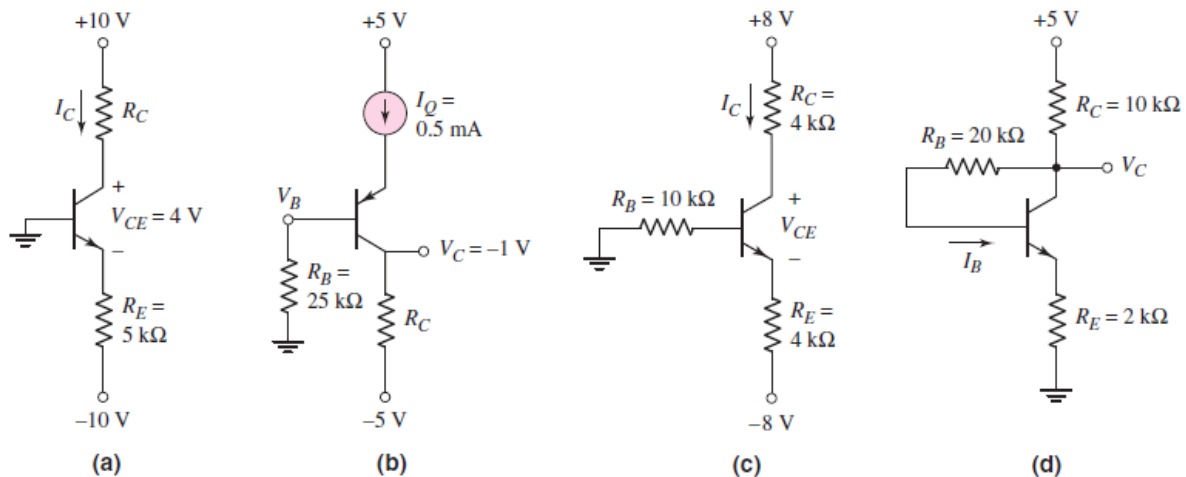 +10 V
I_C
R_C
+
V_CE = 4 V
–
R_E =
5 kΩ
–10 V
(a)
+5 V
I_Q =
0.5 mA
V_B
V_C = –1 V
R_B =
25 kΩ
R_C
–5 V
(b)
+8 V
I_C
R_C =
4 kΩ
R_B = 10 kΩ
+
V_CE
–
R_E =
4 kΩ
–8 V
(c)
+5 V
R_C = 10 kΩ
R_B = 20 kΩ
V_C
I_B
R_E = 2 kΩ
(d)